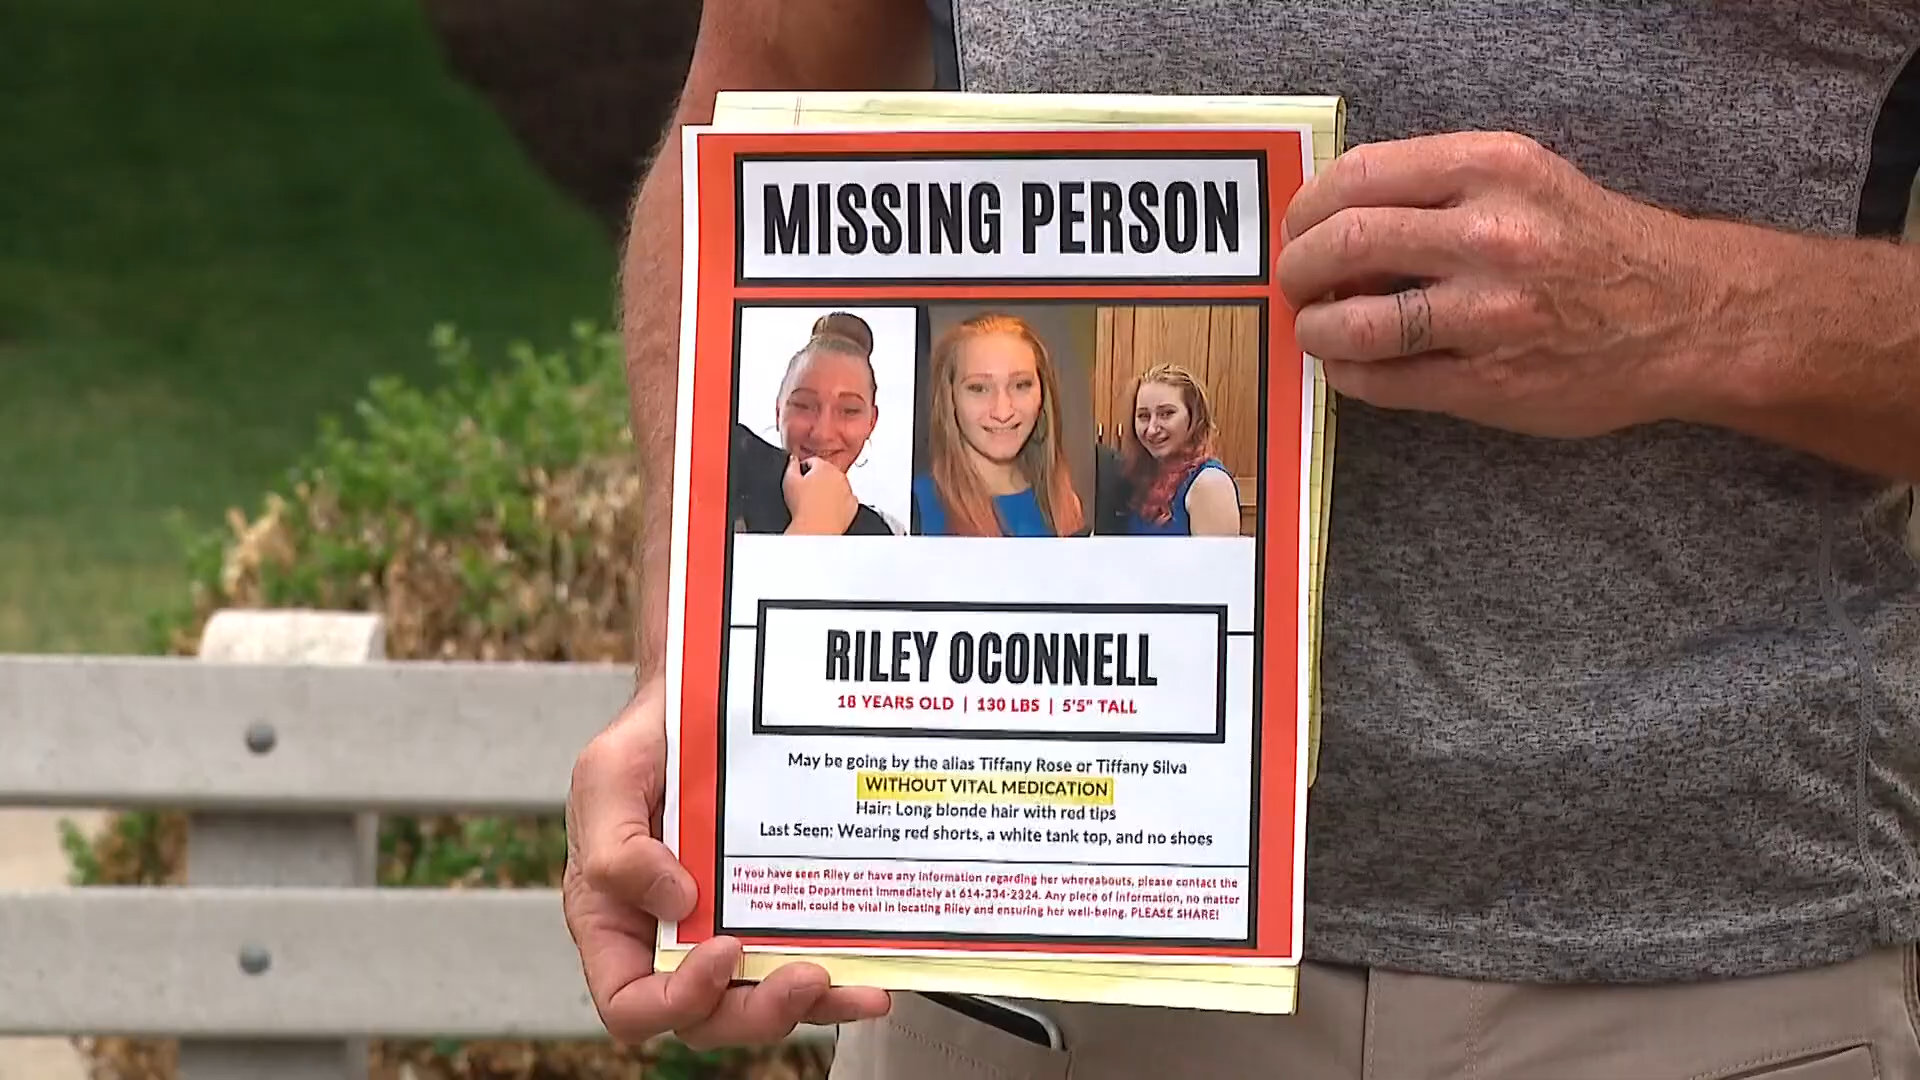 MISSING PERSON
RILEY OCONNELL
18 YEARS OLD | 130 LBS | 5'5" TALL
May be going by the alias Tiffany Rose or Tiffany Silva
WITHOUT VITAL MEDICATION
Hair: Long blonde hair with red tips
Last Seen: Wearing red shorts, a white tank top, and no shoes
If you have seen Riley or have any information regarding her whereabouts, please contact the
Hilliard Police Department immediately at 614-334-2324. Any piece of information, no matter
how small, could be vital in locating Riley and ensuring her well-being. PLEASE SHARE!